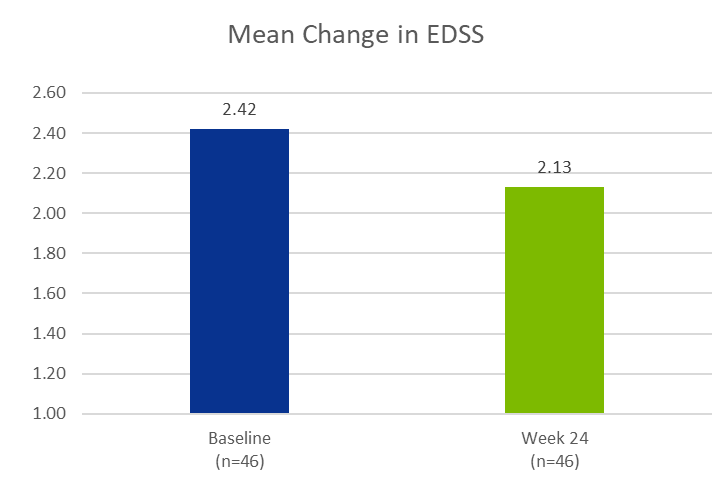 Mean Change in EDSS
2.60
2.40
2.20
2.00
1.80
1.60
1.40
1.20
1.00
2.42
2.13
Baseline
(n=46)
Week 24
(n=46)